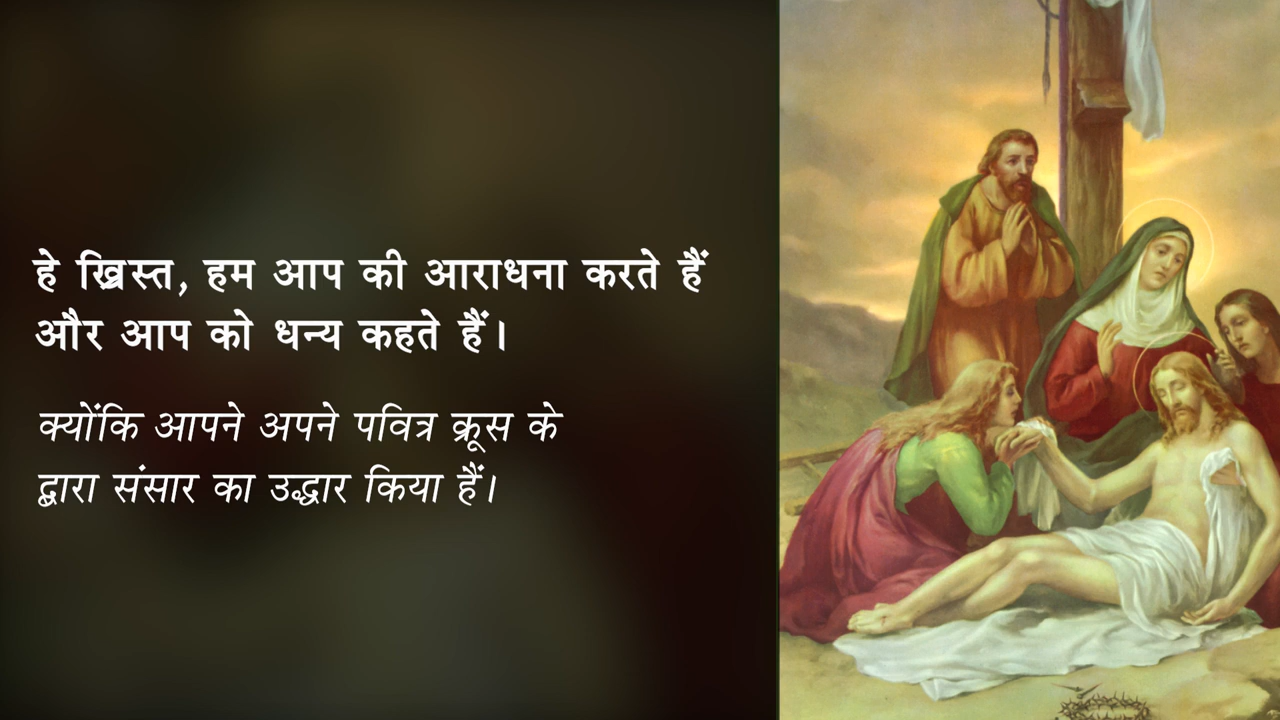 हे ख्रिस्त, हम आप की आराधना करते हैं
और आप को धन्य कहते हैं।
क्योंकि आपने अपने पवित्र क्रूस के
द्वारा संसार का उद्धार किया हैं।